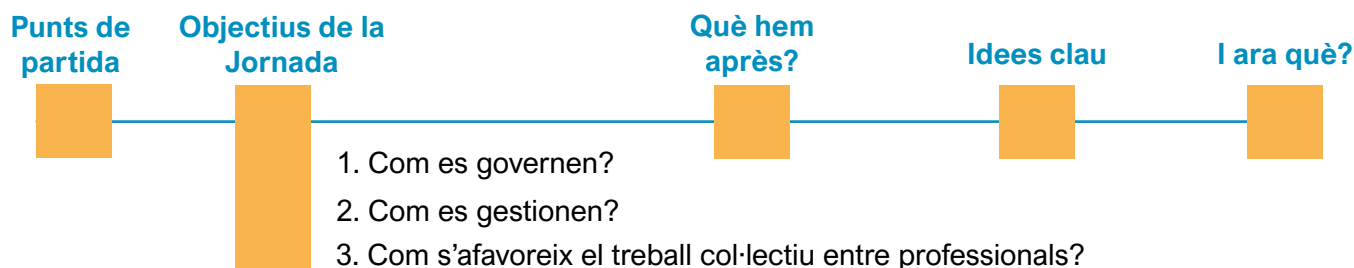 Punts de
partida
Objectius de la
Jornada
Què hem
après?
Idees clau
I ara què?
1. Com es governen?
2. Com es gestionen?
3. Com s'afavoreix el treball col·lectiu entre professionals?